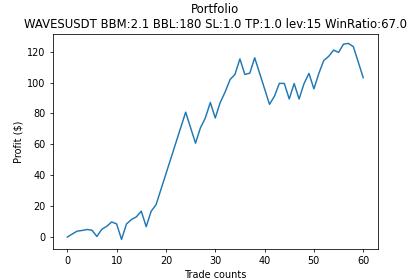 Portfolio
WAVESUSDT BBM:2.1 BBL:180 SL:1.0 TP:1.0 lev:15 WinRatio:67.0
120
100
80
60
40
20
0
Profit ($)
0 10 20 30 40 50 60
Trade counts